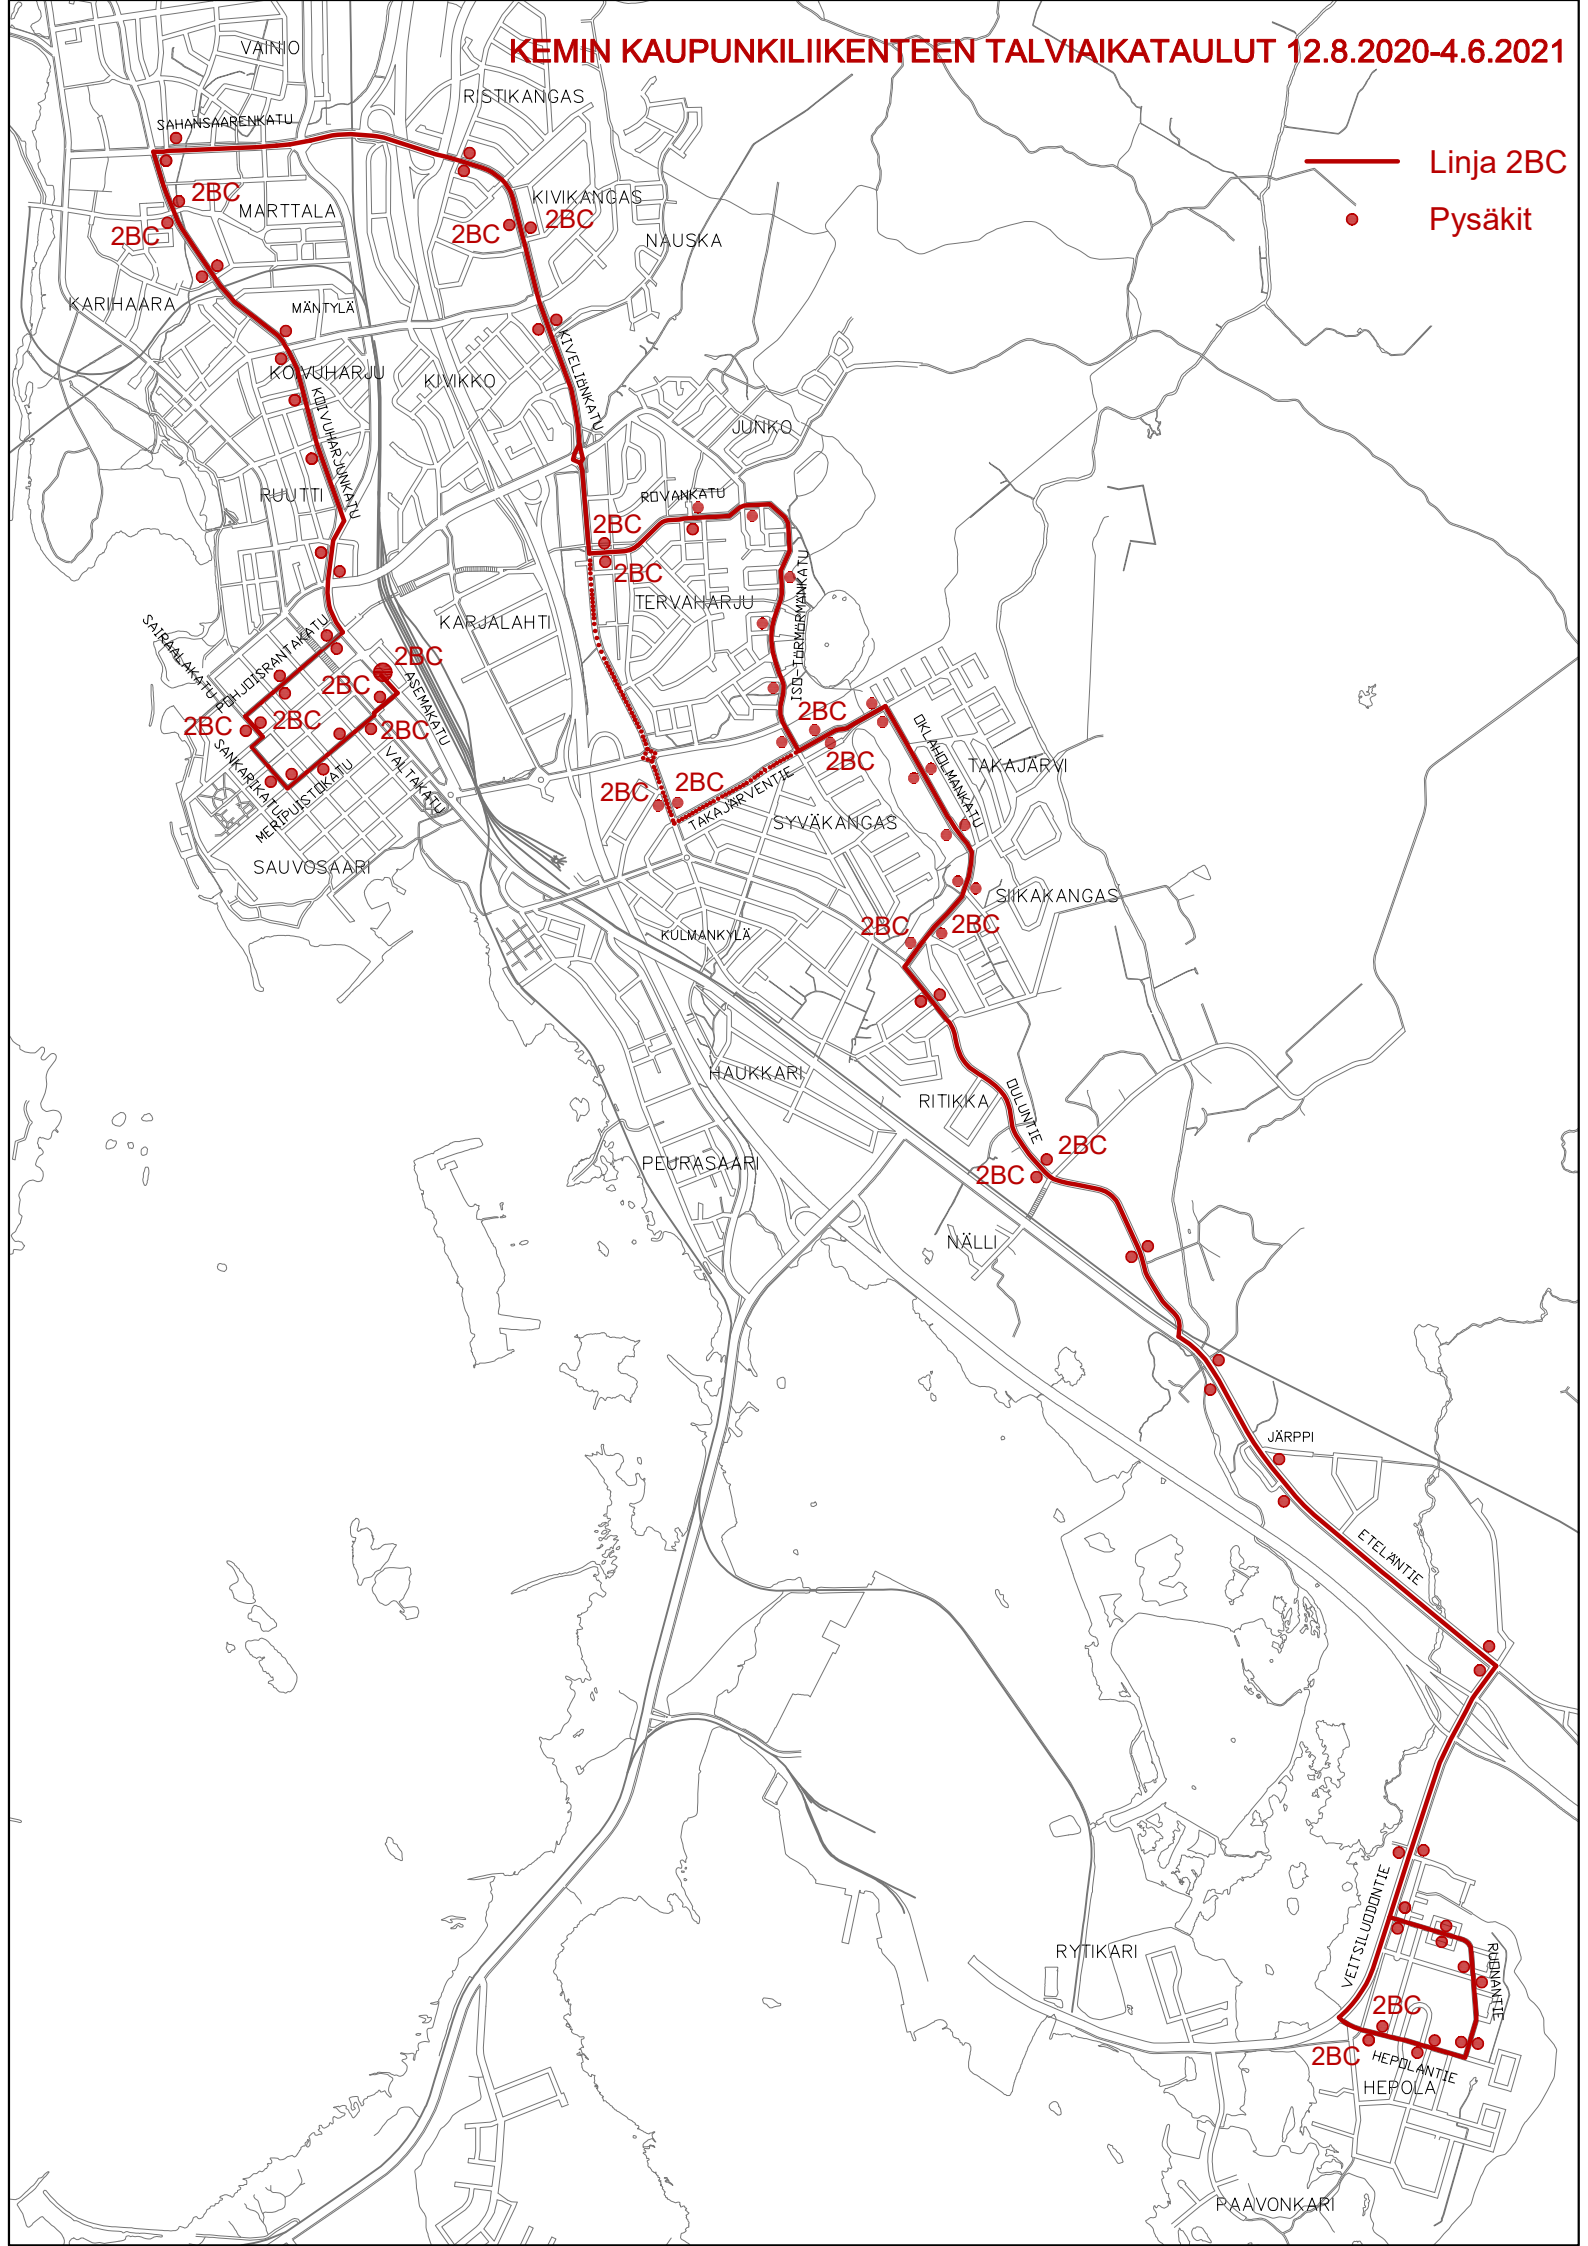 KEMIN KAUPUNKILIIKENTEEN TALVIAIKATAULUT 12.8.2020-4.6.2021
Linja 2BC
Pysäkit
VAINIO
RISTIKANGAS
SAHANSAARENKATU
2BC
MARTTALA
2BC
KIVIKANGAS
2BC
2BC
NAUSKA
KARIHAARA
MÄNTYLÄ
KOIVUHARJU
KIVIKKO
KIVELIÖNKATU
KOIVUHARJUNKATU
JUNKO
RUUTTI
ROVANKATU
2BC
2BC
TERVAHARJU
KARJALAHTI
ISO-TÖRMÖRMÄNKATU
SAIRAALAKATU
POHJOISRANTAKATU
2BC
2BC
ASEMAKATU
2BC
2BC
2BC
SANKARIKATU
MERIPUISTOKATU
VALTAKATU
SAUVOSAARI
2BC
2BC
OKLAHOLMANKATU
TAKAJÄRVI
2BC
2BC
TAKAJÄRVENTIE
SYVÄKANGAS
SIIKAKANGAS
2BC
2BC
KULMANKYLÄ
HAUKKARI
RITIKKA
OULUNTIE
2BC
2BC
PEURASAARI
NÄLLI
JÄRPPI
ETELÄNTIE
VEITSILUODONTIE
RYTIKARI
RUONANTIE
2BC
2BC
HEPOLANTIE
HEPOLA
PAAVONKARI